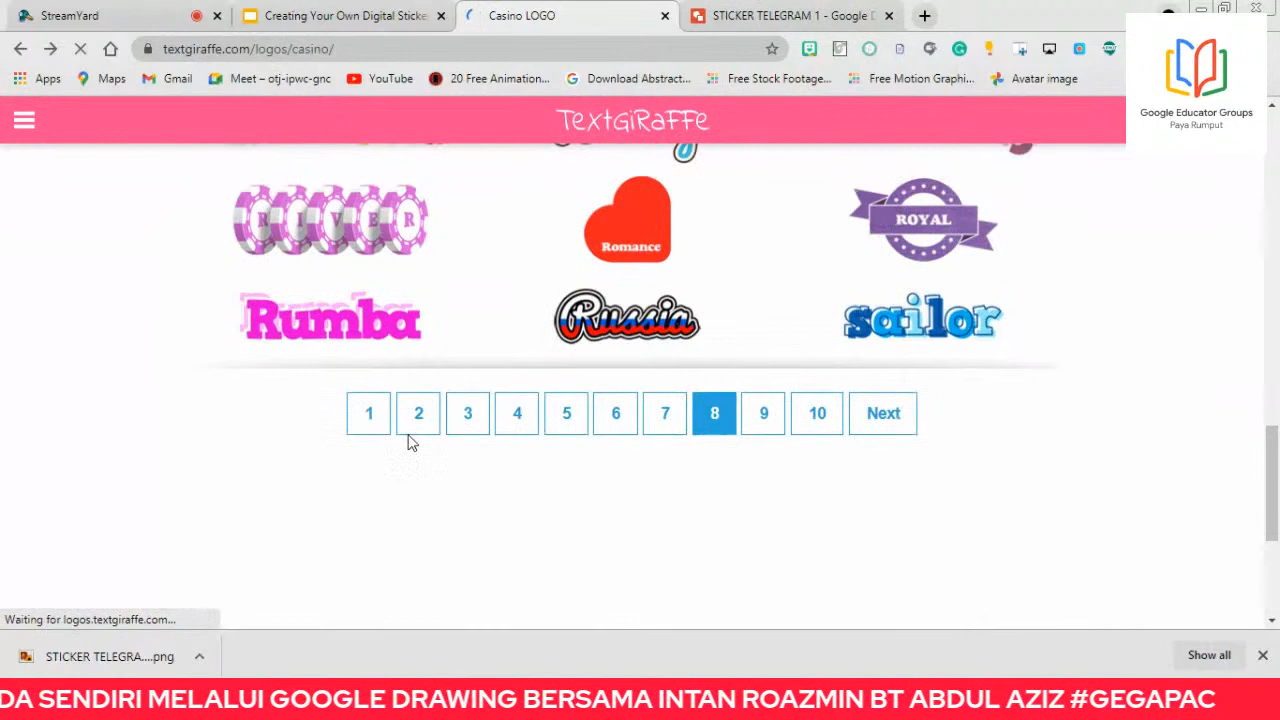 StreamYard
Creating Your Own Digital Sticke
Casino LOGO
STICKER TELEGRAM 1 - Google D
textgiraffe.com/logos/casino/
Apps
Maps
Gmail
Meet – otj-ipwc-gnc
YouTube
20 Free Animation...
Download Abstract...
Free Stock Footage...
Free Motion Graphi...
Avatar image
Google Educator Groups
Paya Rumput
TextGiRaFFe
RIVER
Romance
ROYAL
Rumba
Russia
sailor
1 2 3 4 5 6 7 8 9 10 Next
Waiting for logos.textgiraffe.com...
STICKER TELEGRA....png
Show all
DA SENDIRI MELALUI GOOGLE DRAWING BERSAMA INTAN ROAZMIN BT ABDUL AZIZ #GEGAPAC